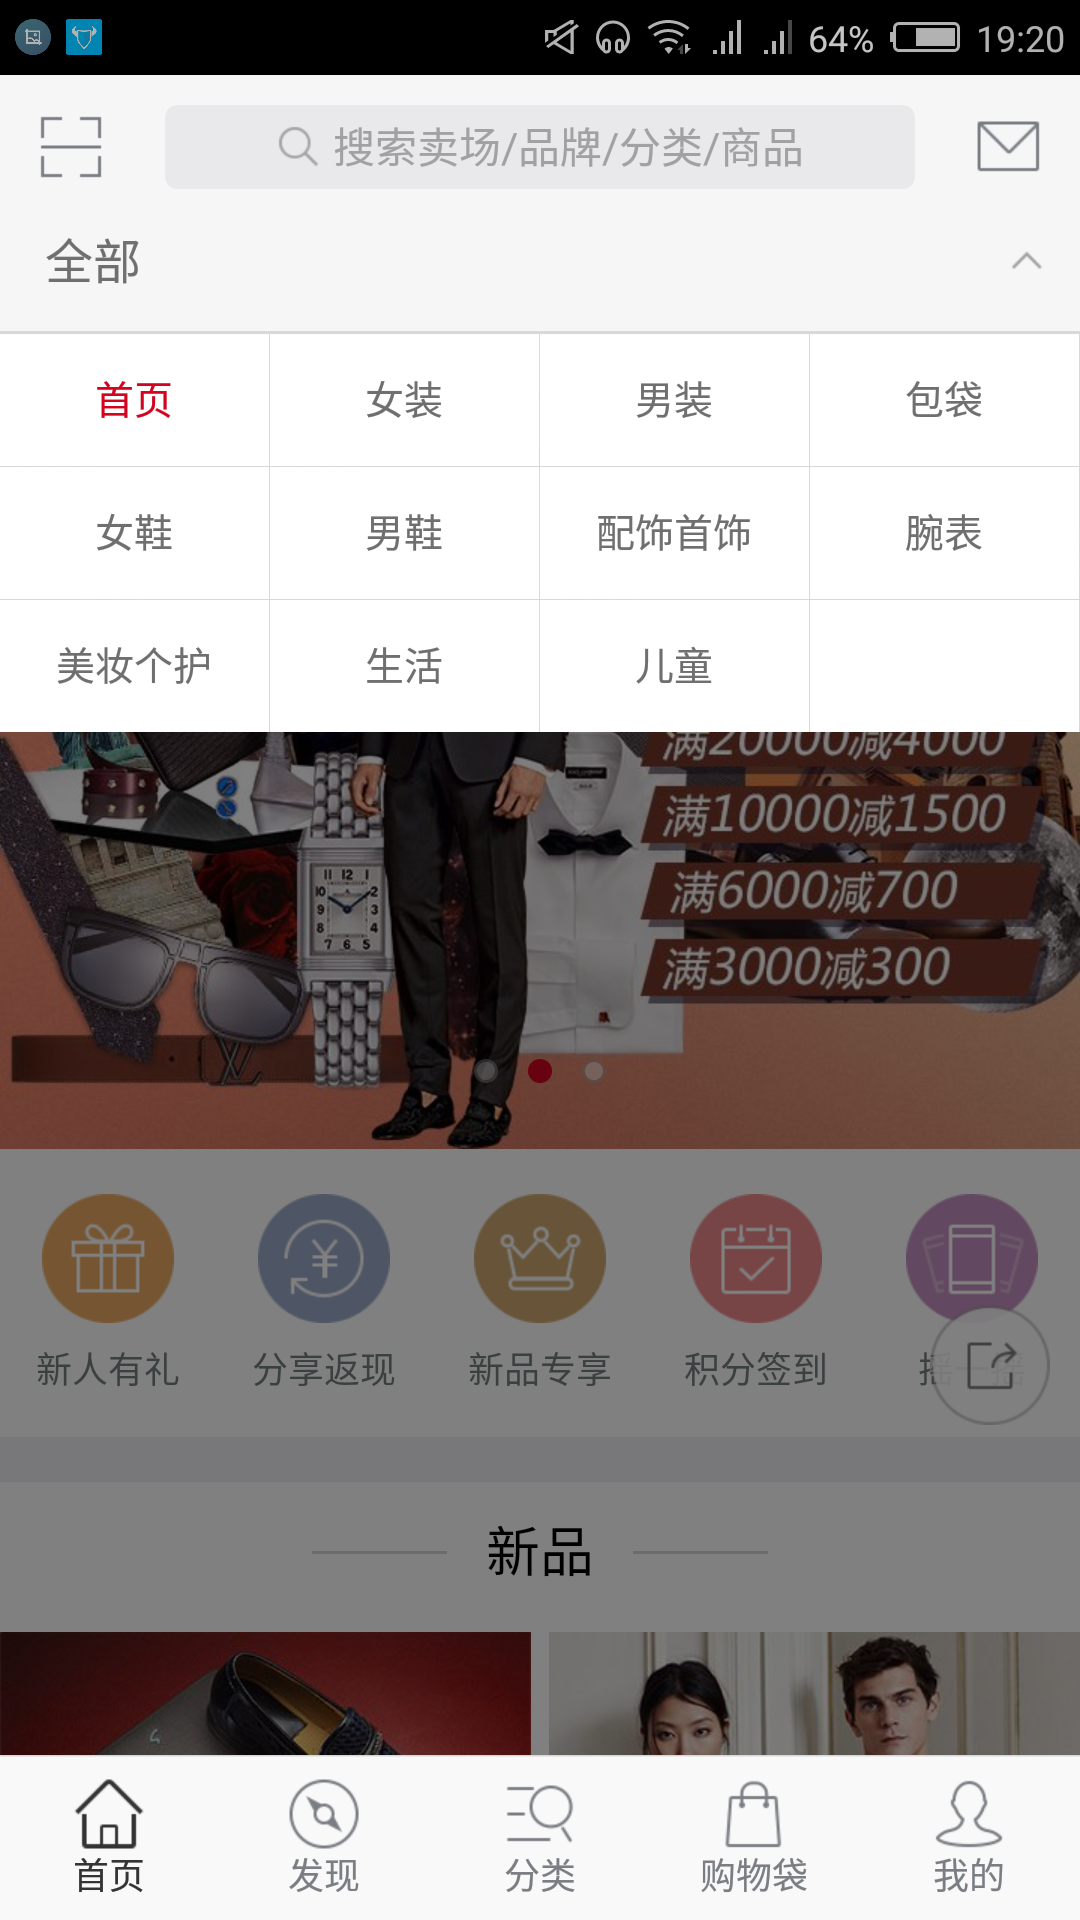 64% 19:20
搜索卖场/品牌/分类/商品
全部
首页 女装 男装 包袋
女鞋 男鞋 配饰首饰 腕表
美妆个护 生活 儿童
满20000减4000
满10000减1500
满6000减700
满3000减300
新人有礼 分享返现 新品专享 积分签到 摇一摇
新品
首页 发现 分类 购物袋 我的